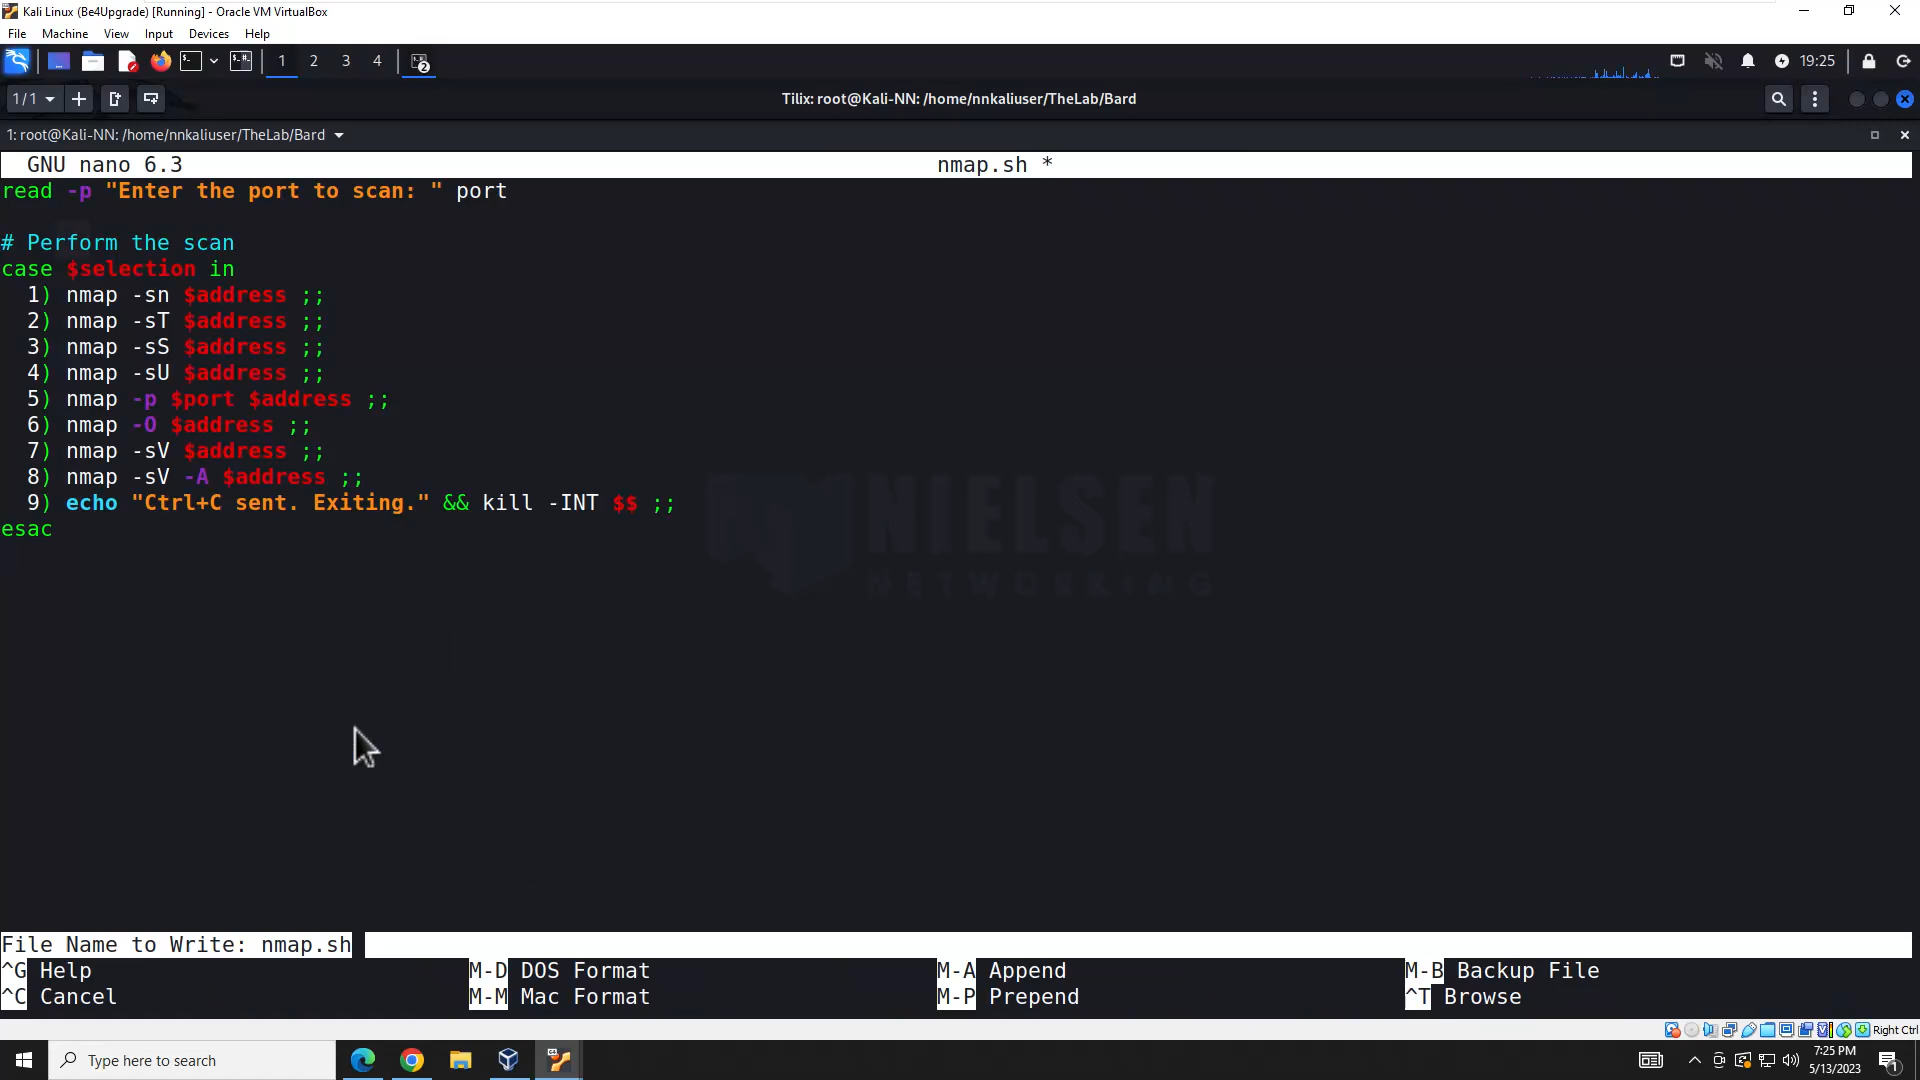 Kali Linux (Be4Upgrade) [Running] - Oracle VM VirtualBox
File Machine View Input Devices Help
1 2 3 4 2 19:25
1/1 Tilix: root@Kali-NN: /home/nnkaliuser/TheLab/Bard
1: root@Kali-NN: /home/nnkaliuser/TheLab/Bard
GNU nano 6.3 nmap.sh *
read -p "Enter the port to scan: " port
# Perform the scan
case $selection in
1) nmap -sn $address ;;
2) nmap -sT $address ;;
3) nmap -sS $address ;;
4) nmap -sU $address ;;
5) nmap -p $port $address ;;
6) nmap -O $address ;;
7) nmap -sV $address ;;
8) nmap -sV -A $address ;;
9) echo "Ctrl+C sent. Exiting." && kill -INT $$ ;;
esac
NIELSEN
NETWORKING
File Name to Write: nmap.sh
^G Help M-D DOS Format M-A Append M-B Backup File
^C Cancel M-M Mac Format M-P Prepend ^T Browse
Right Ctrl
Type here to search
7:25 PM
5/13/2023
1